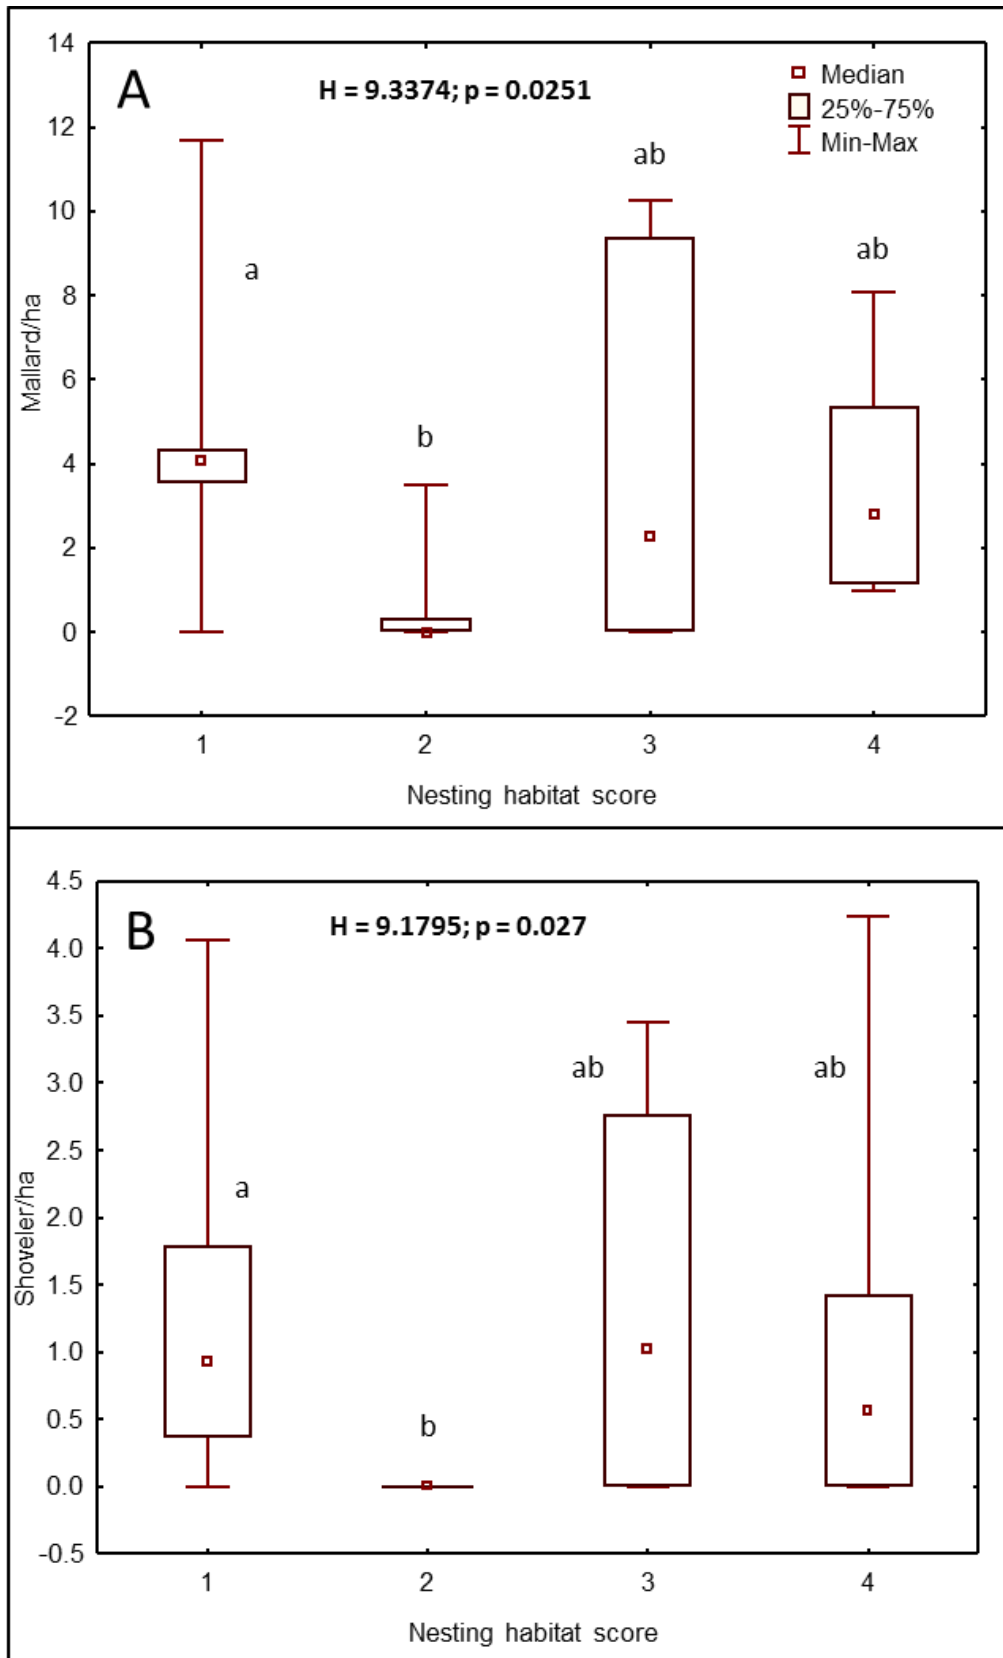 A
H = 9.3374; p = 0.0251
Median
25%-75%
Min-Max
14
12
10
8
6
4
2
0
-2
Mallard/ha
a
b
ab
ab
1 2 3 4
Nesting habitat score
B
H = 9.1795; p = 0.027
4.5
4.0
3.5
3.0
2.5
2.0
1.5
1.0
0.5
0.0
-0.5
Shoveler/ha
a
b
ab
ab
1 2 3 4
Nesting habitat score